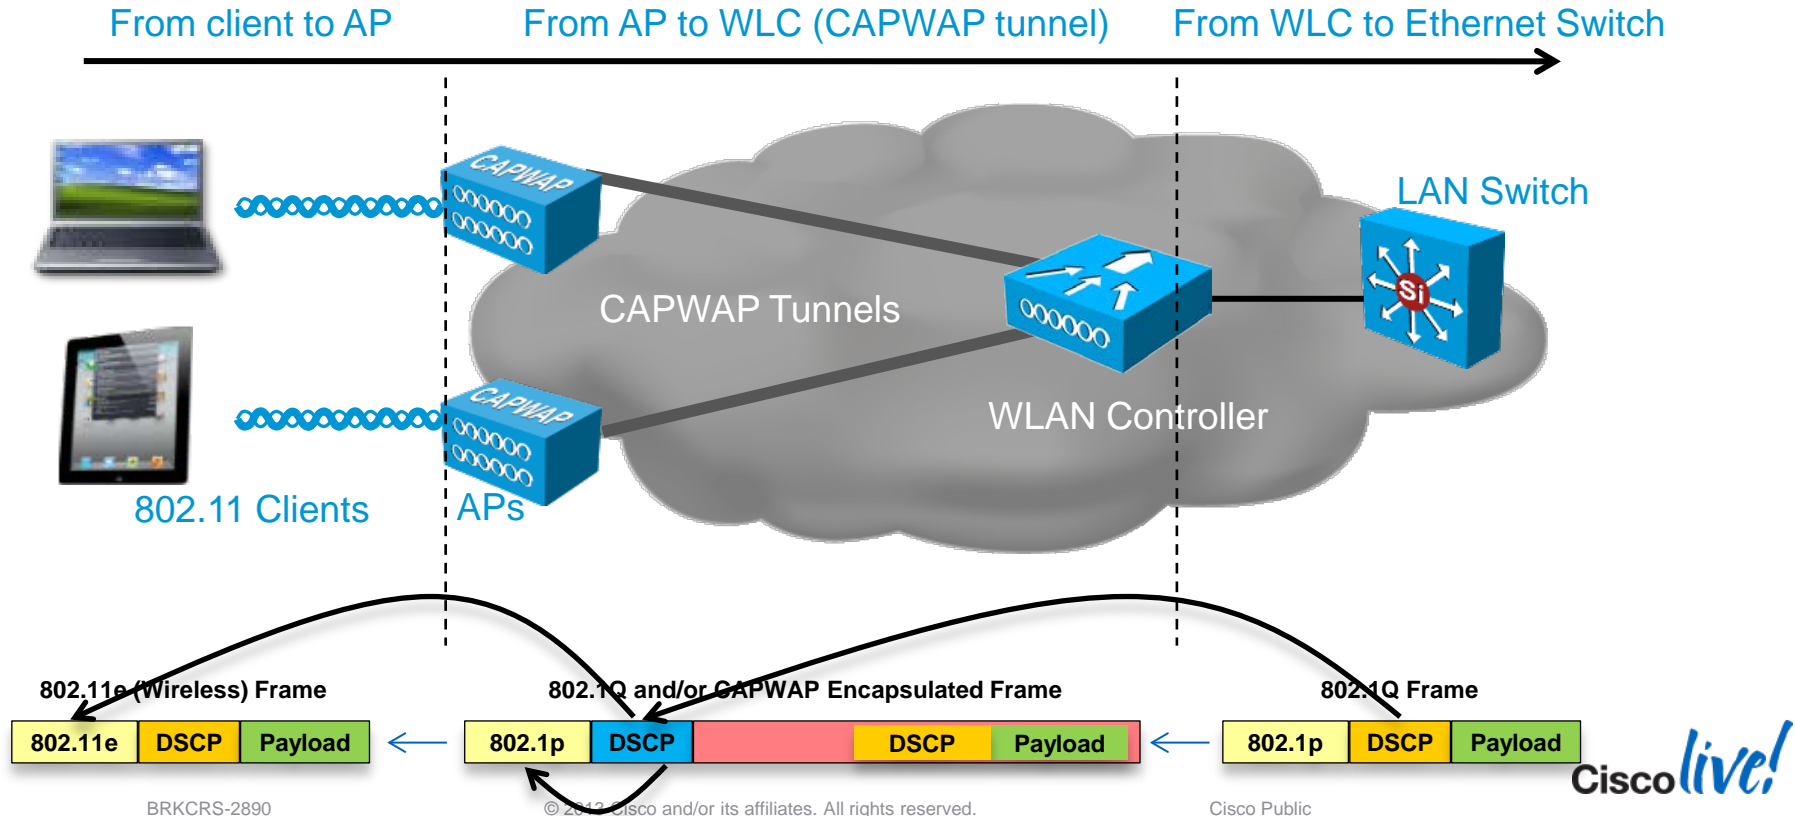 From client to AP
From AP to WLC (CAPWAP tunnel)
From WLC to Ethernet Switch
CAPWAP
LAN Switch
Si
CAPWAP Tunnels
CAPWAP
WLAN Controller
802.11 Clients
APs
802.11e (Wireless) Frame
802.1Q and/or CAPWAP Encapsulated Frame
802.1Q Frame
802.11e DSCP Payload
802.1p DSCP DSCP Payload
802.1p DSCP Payload
Cisco live!
BRKCRS-2890
© 2013 Cisco and/or its affiliates. All rights reserved.
Cisco Public